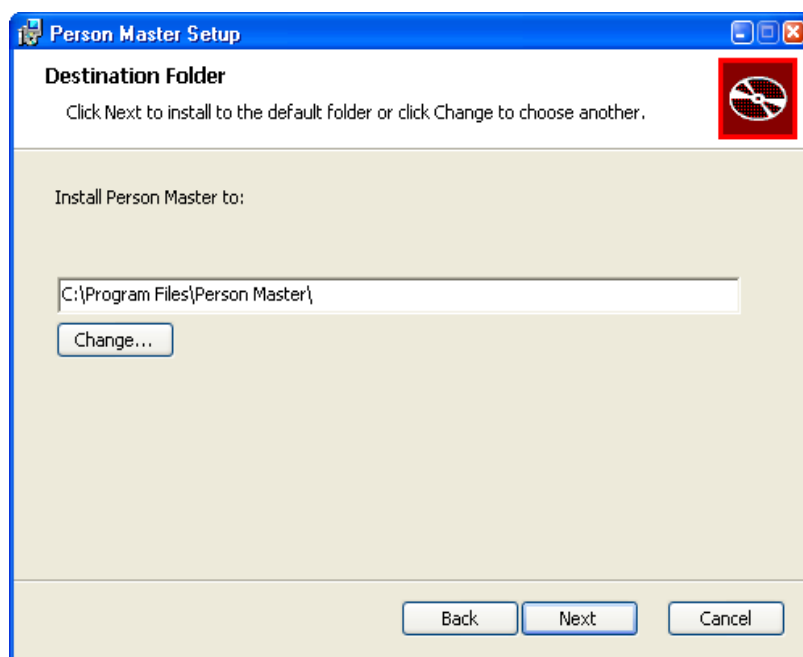 Person Master Setup
Destination Folder
Click Next to install to the default folder or click Change to choose another.
Install Person Master to:
C:\Program Files\Person Master\
Change...
Back Next Cancel